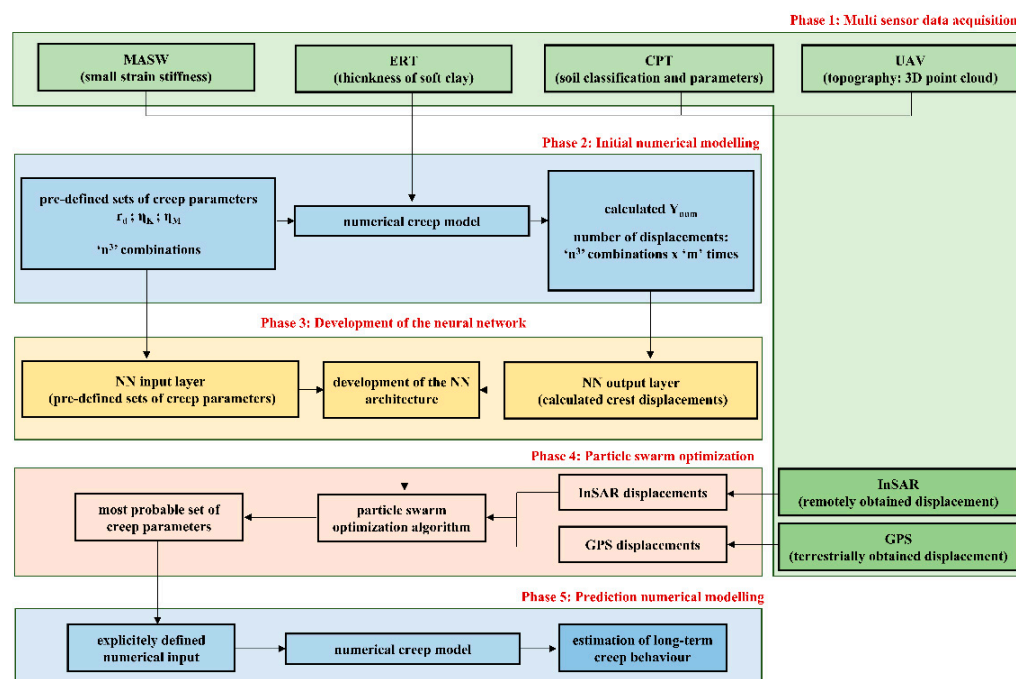 Phase 1: Multi sensor data acquisition
MASW
(small strain stiffness)
ERT
(thicnkness of soft clay)
CPT
(soil classification and parameters)
UAV
(topography: 3D point cloud)
Phase 2: Initial numerical modelling
pre-defined sets of creep parameters
r_d ; η_K ; η_M
‘n³’ combinations
numerical creep model
calculated Y_num
number of displacements:
‘n³’ combinations x ‘m’ times
Phase 3: Development of the neural network
NN input layer
(pre-defined sets of creep parameters)
development of the NN
architecture
NN output layer
(calculated crest displacements)
Phase 4: Particle swarm optimization
most probable set of
creep parameters
particle swarm
optimization algorithm
InSAR displacements
GPS displacements
InSAR
(remotely obtained displacement)
GPS
(terrestrially obtained displacement)
Phase 5: Prediction numerical modelling
explicitely defined
numerical input
numerical creep model
estimation of long-term
creep behaviour